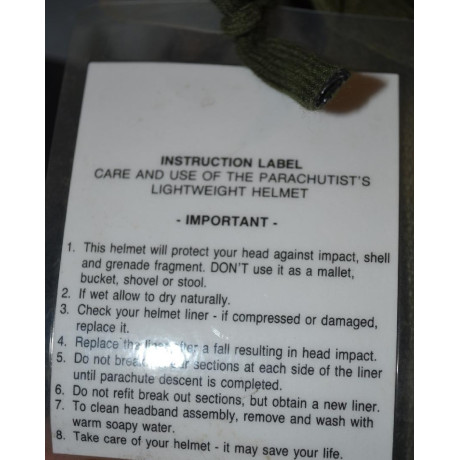 INSTRUCTION LABEL
CARE AND USE OF THE PARACHUTIST'S
LIGHTWEIGHT HELMET
- IMPORTANT -
1. This helmet will protect your head against impact, shell
and grenade fragment. DON'T use it as a mallet,
bucket, shovel or stool.
2. If wet allow to dry naturally.
3. Check your helmet liner - if compressed or damaged,
replace it.
4. Replace the liner after a fall resulting in head impact.
5. Do not break ear sections at each side of the liner
until parachute descent is completed.
6. Do not refit break out sections, but obtain a new liner.
7. To clean headband assembly, remove and wash with
warm soapy water.
8. Take care of your helmet - it may save your life.